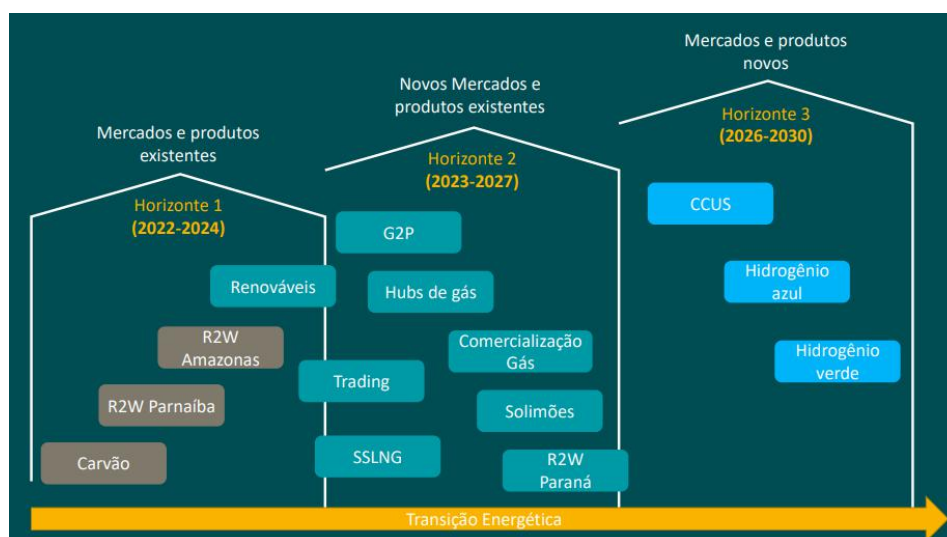 Mercados e produtos
existentes
Horizonte 1
(2022-2024)
Renováveis
R2W
Amazonas
R2W Parnaíba
Carvão
Novos Mercados e
produtos existentes
Horizonte 2
(2023-2027)
G2P
Hubs de gás
Comercialização
Gás
Trading
Solimões
SSLNG
R2W
Paraná
Mercados e produtos
novos
Horizonte 3
(2026-2030)
CCUS
Hidrogênio
azul
Hidrogênio
verde
Transição Energética